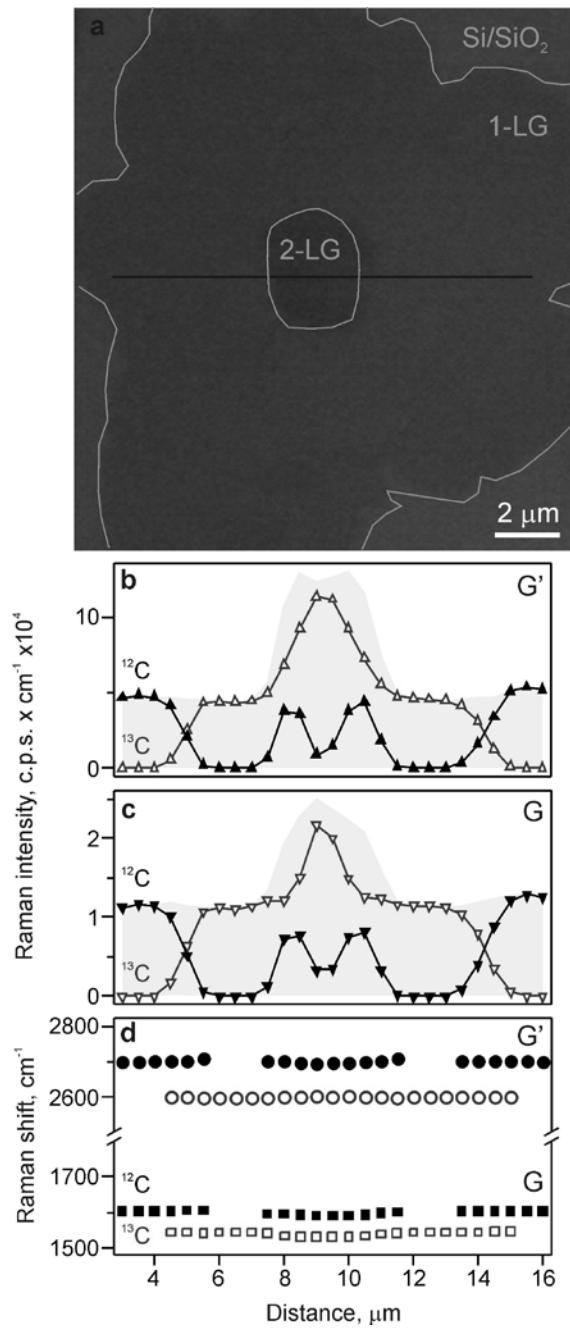 a
Si/SiO₂
1-LG
2-LG
2 μm
b
G'
10
¹²C
¹³C
0
c
G
2
¹²C
1
¹³C
0
Raman intensity, c.p.s. x cm⁻¹ x10⁴
d
2800
G'
2600
1700
¹²C
G
¹³C
1500
Raman shift, cm⁻¹
4 6 8 10 12 14 16
Distance, μm